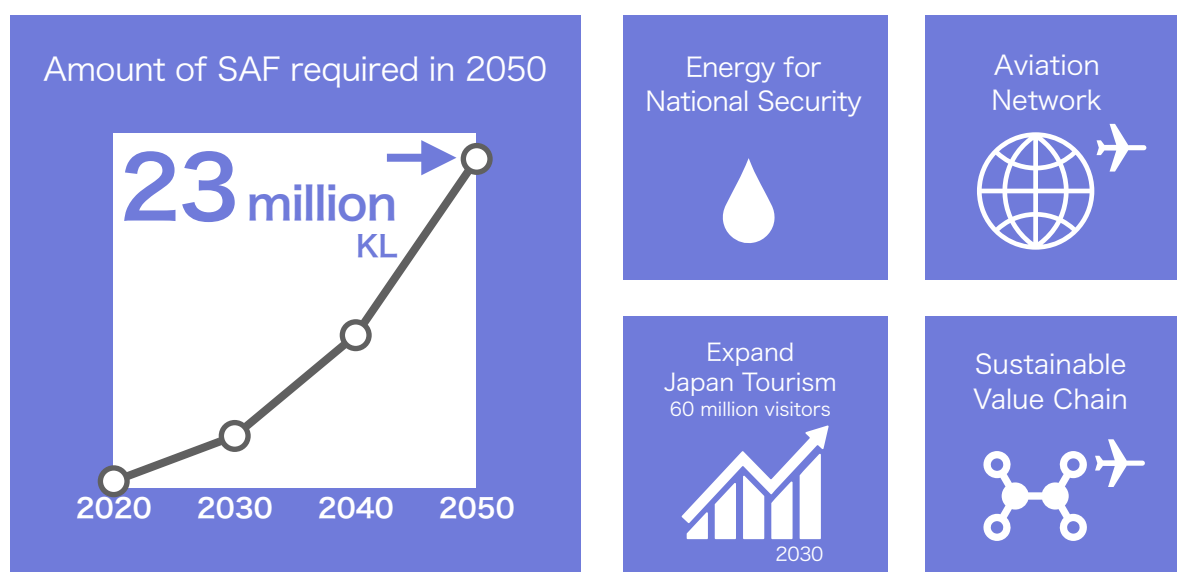 Amount of SAF required in 2050
23 million
KL
2020 2030 2040 2050
Energy for
National Security
Aviation
Network
Expand
Japan Tourism
60 million visitors
2030
Sustainable
Value Chain